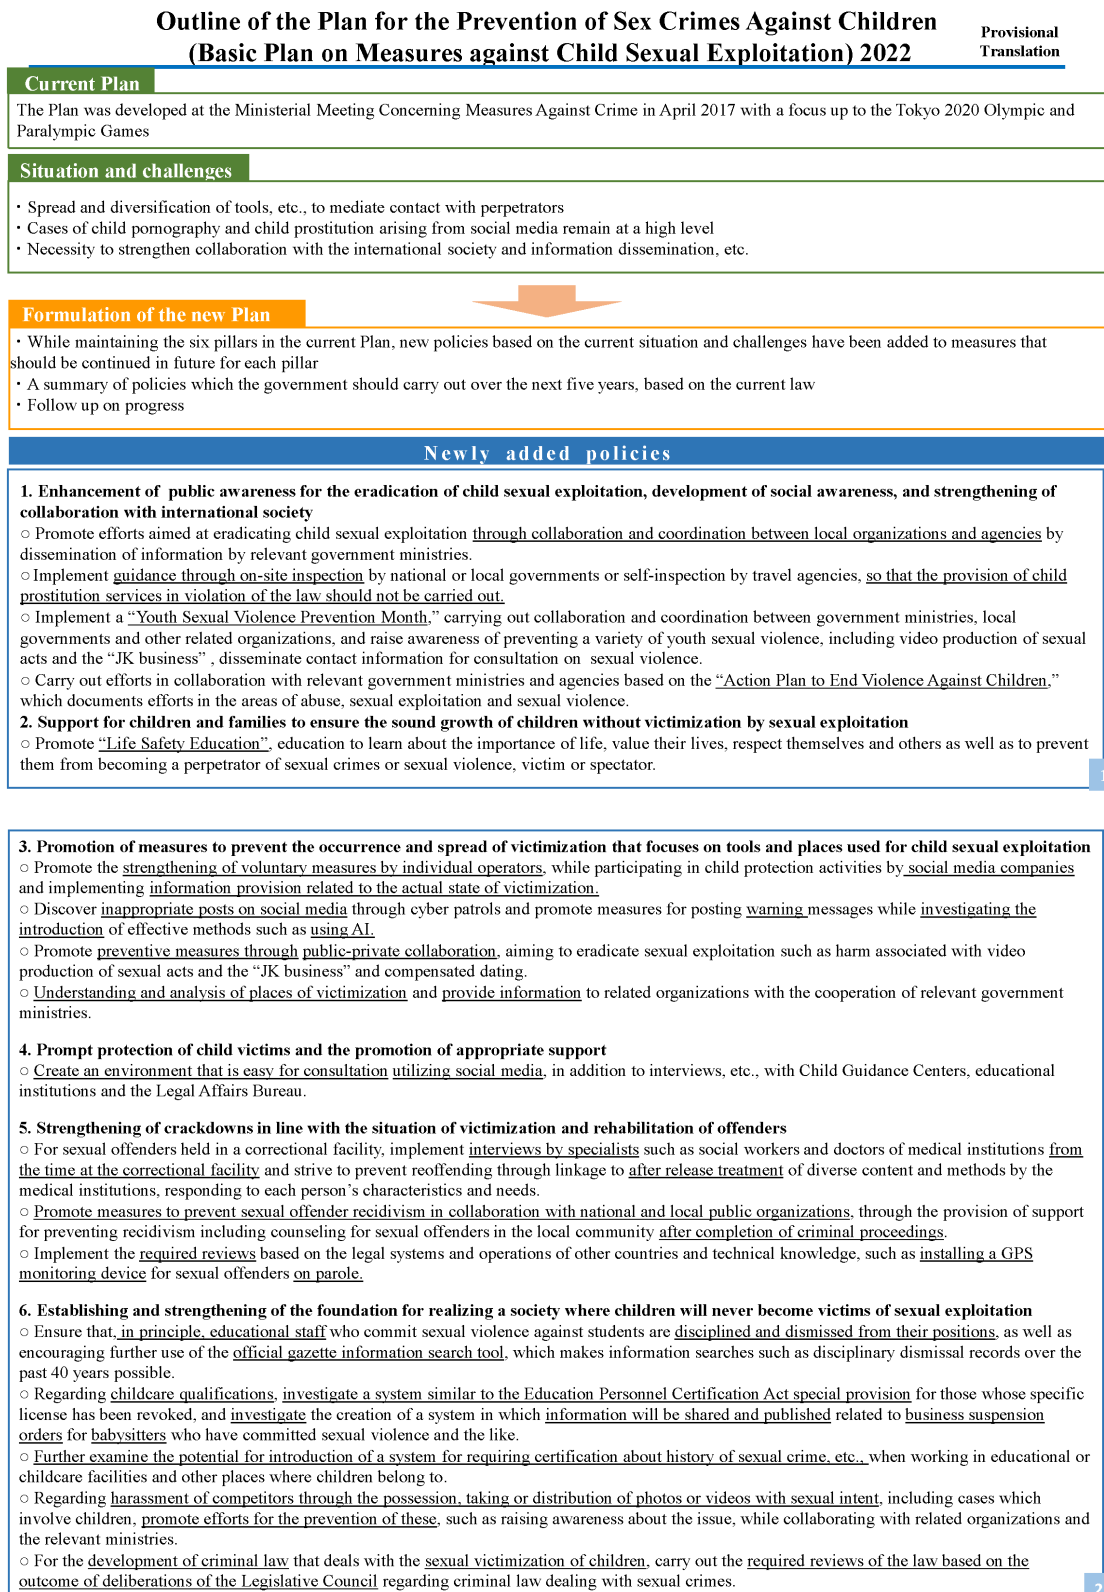 Outline of the Plan for the Prevention of Sex Crimes Against Children
(Basic Plan on Measures against Child Sexual Exploitation) 2022
Provisional
Translation
Current Plan
The Plan was developed at the Ministerial Meeting Concerning Measures Against Crime in April 2017 with a focus up to the Tokyo 2020 Olympic and
Paralympic Games
Situation and challenges
・Spread and diversification of tools, etc., to mediate contact with perpetrators
・Cases of child pornography and child prostitution arising from social media remain at a high level
・Necessity to strengthen collaboration with the international society and information dissemination, etc.
Formulation of the new Plan
・While maintaining the six pillars in the current Plan, new policies based on the current situation and challenges have been added to measures that
should be continued in future for each pillar
・A summary of policies which the government should carry out over the next five years, based on the current law
・Follow up on progress
Newly added policies
1. Enhancement of public awareness for the eradication of child sexual exploitation, development of social awareness, and strengthening of
collaboration with international society
○ Promote efforts aimed at eradicating child sexual exploitation through collaboration and coordination between local organizations and agencies by
dissemination of information by relevant government ministries.
○ Implement guidance through on-site inspection by national or local governments or self-inspection by travel agencies, so that the provision of child
prostitution services in violation of the law should not be carried out.
○ Implement a “Youth Sexual Violence Prevention Month,” carrying out collaboration and coordination between government ministries, local
governments and other related organizations, and raise awareness of preventing a variety of youth sexual violence, including video production of sexual
acts and the “JK business” , disseminate contact information for consultation on sexual violence.
○ Carry out efforts in collaboration with relevant government ministries and agencies based on the “Action Plan to End Violence Against Children,”
which documents efforts in the areas of abuse, sexual exploitation and sexual violence.
2. Support for children and families to ensure the sound growth of children without victimization by sexual exploitation
○ Promote “Life Safety Education”, education to learn about the importance of life, value their lives, respect themselves and others as well as to prevent
them from becoming a perpetrator of sexual crimes or sexual violence, victim or spectator.
1
3. Promotion of measures to prevent the occurrence and spread of victimization that focuses on tools and places used for child sexual exploitation
○ Promote the strengthening of voluntary measures by individual operators, while participating in child protection activities by social media companies
and implementing information provision related to the actual state of victimization.
○ Discover inappropriate posts on social media through cyber patrols and promote measures for posting warning messages while investigating the
introduction of effective methods such as using AI.
○ Promote preventive measures through public-private collaboration, aiming to eradicate sexual exploitation such as harm associated with video
production of sexual acts and the “JK business” and compensated dating.
○ Understanding and analysis of places of victimization and provide information to related organizations with the cooperation of relevant government
ministries.
4. Prompt protection of child victims and the promotion of appropriate support
○ Create an environment that is easy for consultation utilizing social media, in addition to interviews, etc., with Child Guidance Centers, educational
institutions and the Legal Affairs Bureau.
5. Strengthening of crackdowns in line with the situation of victimization and rehabilitation of offenders
○ For sexual offenders held in a correctional facility, implement interviews by specialists such as social workers and doctors of medical institutions from
the time at the correctional facility and strive to prevent reoffending through linkage to after release treatment of diverse content and methods by the
medical institutions, responding to each person’s characteristics and needs.
○ Promote measures to prevent sexual offender recidivism in collaboration with national and local public organizations, through the provision of support
for preventing recidivism including counseling for sexual offenders in the local community after completion of criminal proceedings.
○ Implement the required reviews based on the legal systems and operations of other countries and technical knowledge, such as installing a GPS
monitoring device for sexual offenders on parole.
6. Establishing and strengthening of the foundation for realizing a society where children will never become victims of sexual exploitation
○ Ensure that, in principle, educational staff who commit sexual violence against students are disciplined and dismissed from their positions, as well as
encouraging further use of the official gazette information search tool, which makes information searches such as disciplinary dismissal records over the
past 40 years possible.
○ Regarding childcare qualifications, investigate a system similar to the Education Personnel Certification Act special provision for those whose specific
license has been revoked, and investigate the creation of a system in which information will be shared and published related to business suspension
orders for babysitters who have committed sexual violence and the like.
○ Further examine the potential for introduction of a system for requiring certification about history of sexual crime, etc., when working in educational or
childcare facilities and other places where children belong to.
○ Regarding harassment of competitors through the possession, taking or distribution of photos or videos with sexual intent, including cases which
involve children, promote efforts for the prevention of these, such as raising awareness about the issue, while collaborating with related organizations and
the relevant ministries.
○ For the development of criminal law that deals with the sexual victimization of children, carry out the required reviews of the law based on the
outcome of deliberations of the Legislative Council regarding criminal law dealing with sexual crimes.
2